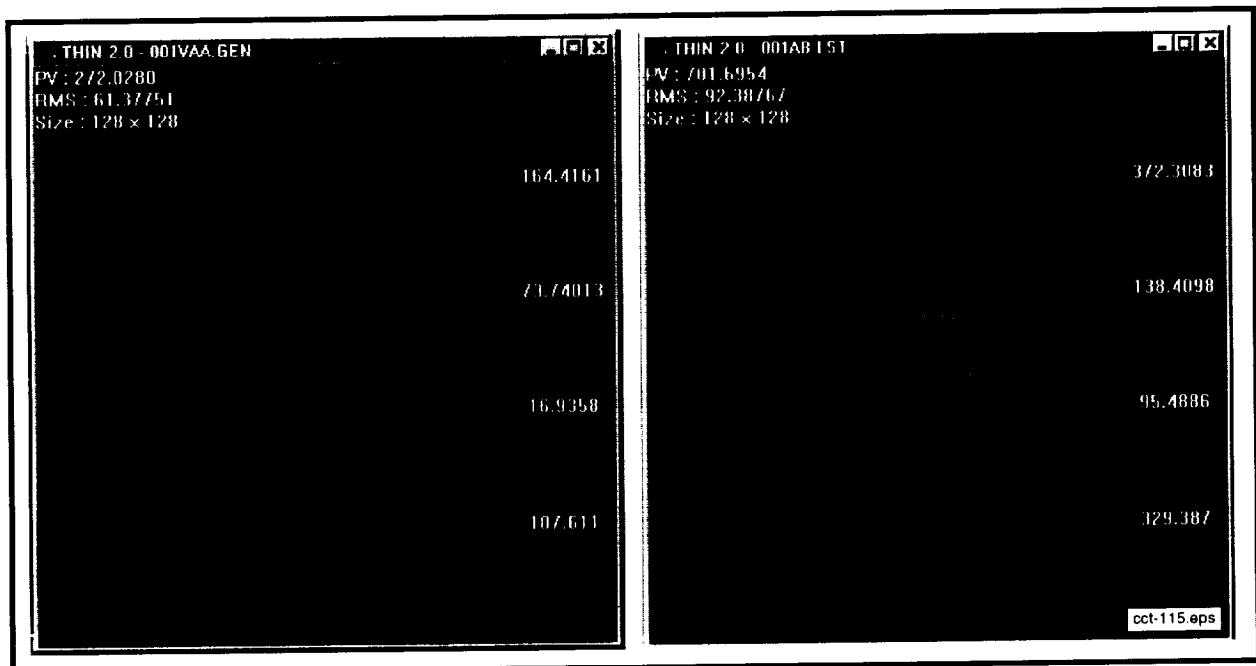 THIN 2.0 - 001VAA.GEN
PV : 272.0280
RMS : 61.37751
Size : 128 × 128
164.4161
73.74013
16.9358
107.611
THIN 2.0 - 001AB.LST
PV : 701.6954
RMS : 92.38767
Size : 128 × 128
372.3083
138.4098
95.4886
329.387
cct-115.eps